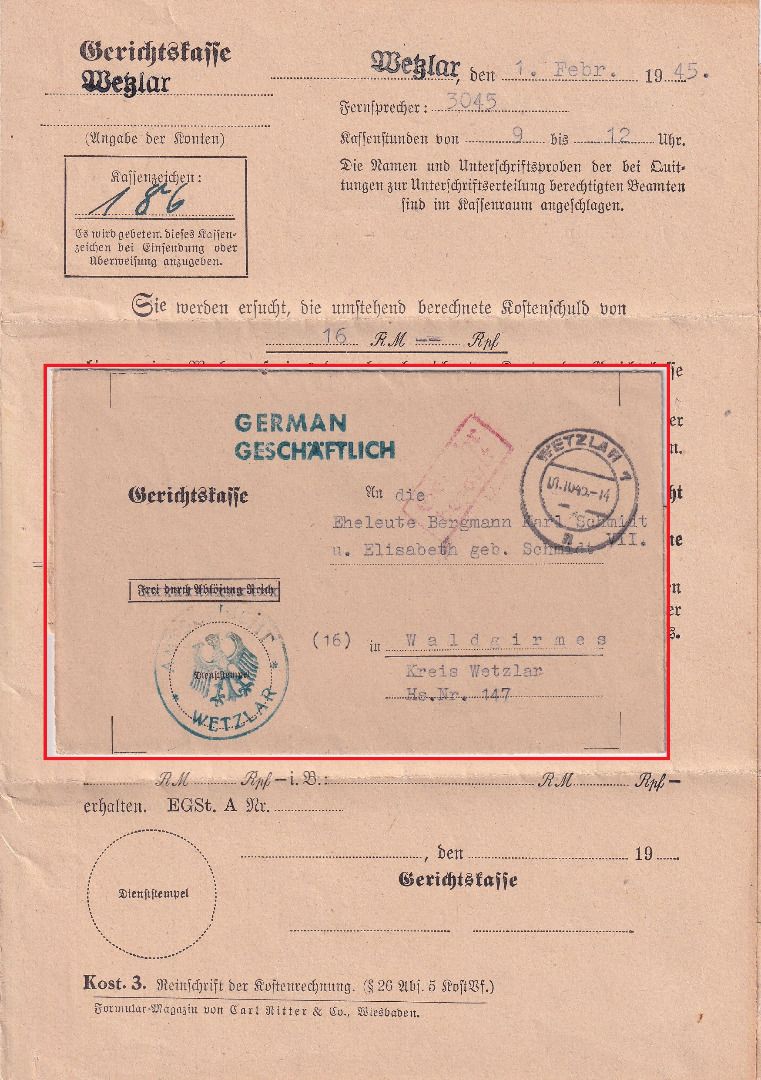 Gerichtskasse
Wetzlar
Wetzlar, den 1. Febr. 1945.
Fernsprecher: 3045
Kassenstunden von 9 bis 12 Uhr.
(Angabe der Konten)
Die Namen und Unterschriftsproben der bei Quit-
tungen zur Unterschriftserteilung berechtigten Beamten
sind im Kassenraum angeschlagen.
Kassenzeichen:
186
Es wird gebeten, dieses Kassen-
zeichen bei Einsendung oder
Überweisung anzugeben.
Sie werden ersucht, die umstehend berechnete Kostenschuld von
16 RM -- Rpf
GERMAN
GESCHÄFTLICH
WETZLAR 1
01.10.45.-14
Gerichtskasse
An die
Eheleute Bergmann Karl Schmidt VII.
u. Elisabeth geb. Schmidt
Frei durch Ablösung Reich
(16) in Waldgirmes
Dienststempel
WETZLAR
Kreis Wetzlar
Hs.Nr. 147
RM Rpf – i. B.: RM Rpf –
erhalten. EGSt. A Nr.
, den 19
Gerichtskasse
Dienststempel
Kost. 3. Reinschrift der Kostenrechnung. (§ 26 Abs. 5 KostVf.)
Formular-Magazin von Carl Ritter & Co., Wiesbaden.